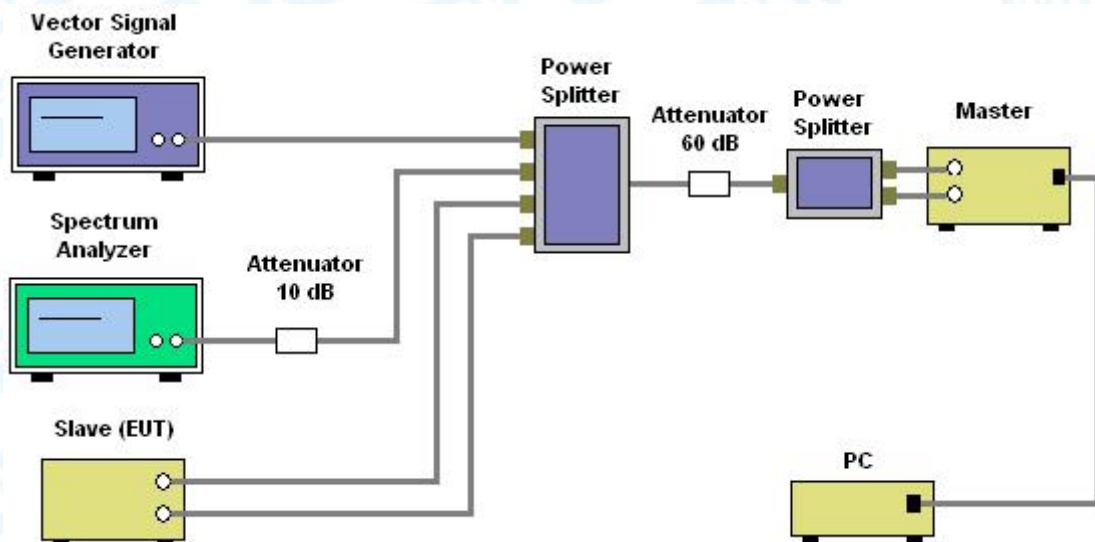 Vector Signal
Generator
Power
Splitter
Attenuator
60 dB
Power
Splitter
Master
Spectrum
Analyzer
Attenuator
10 dB
Slave (EUT)
PC